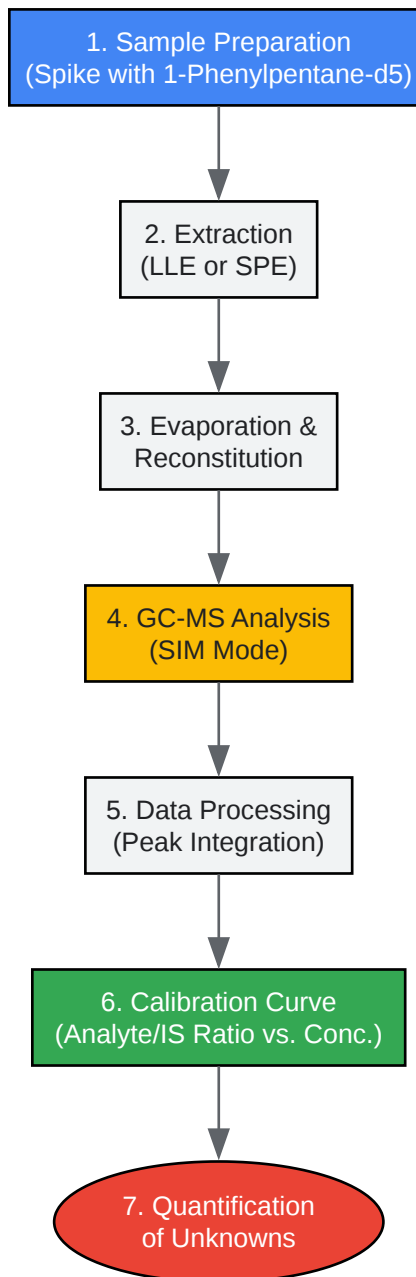 1. Sample Preparation
(Spike with 1-Phenylpentane-d5)
2. Extraction
(LLE or SPE)
3. Evaporation &
Reconstitution
4. GC-MS Analysis
(SIM Mode)
5. Data Processing
(Peak Integration)
6. Calibration Curve
(Analyte/IS Ratio vs. Conc.)
7. Quantification
of Unknowns